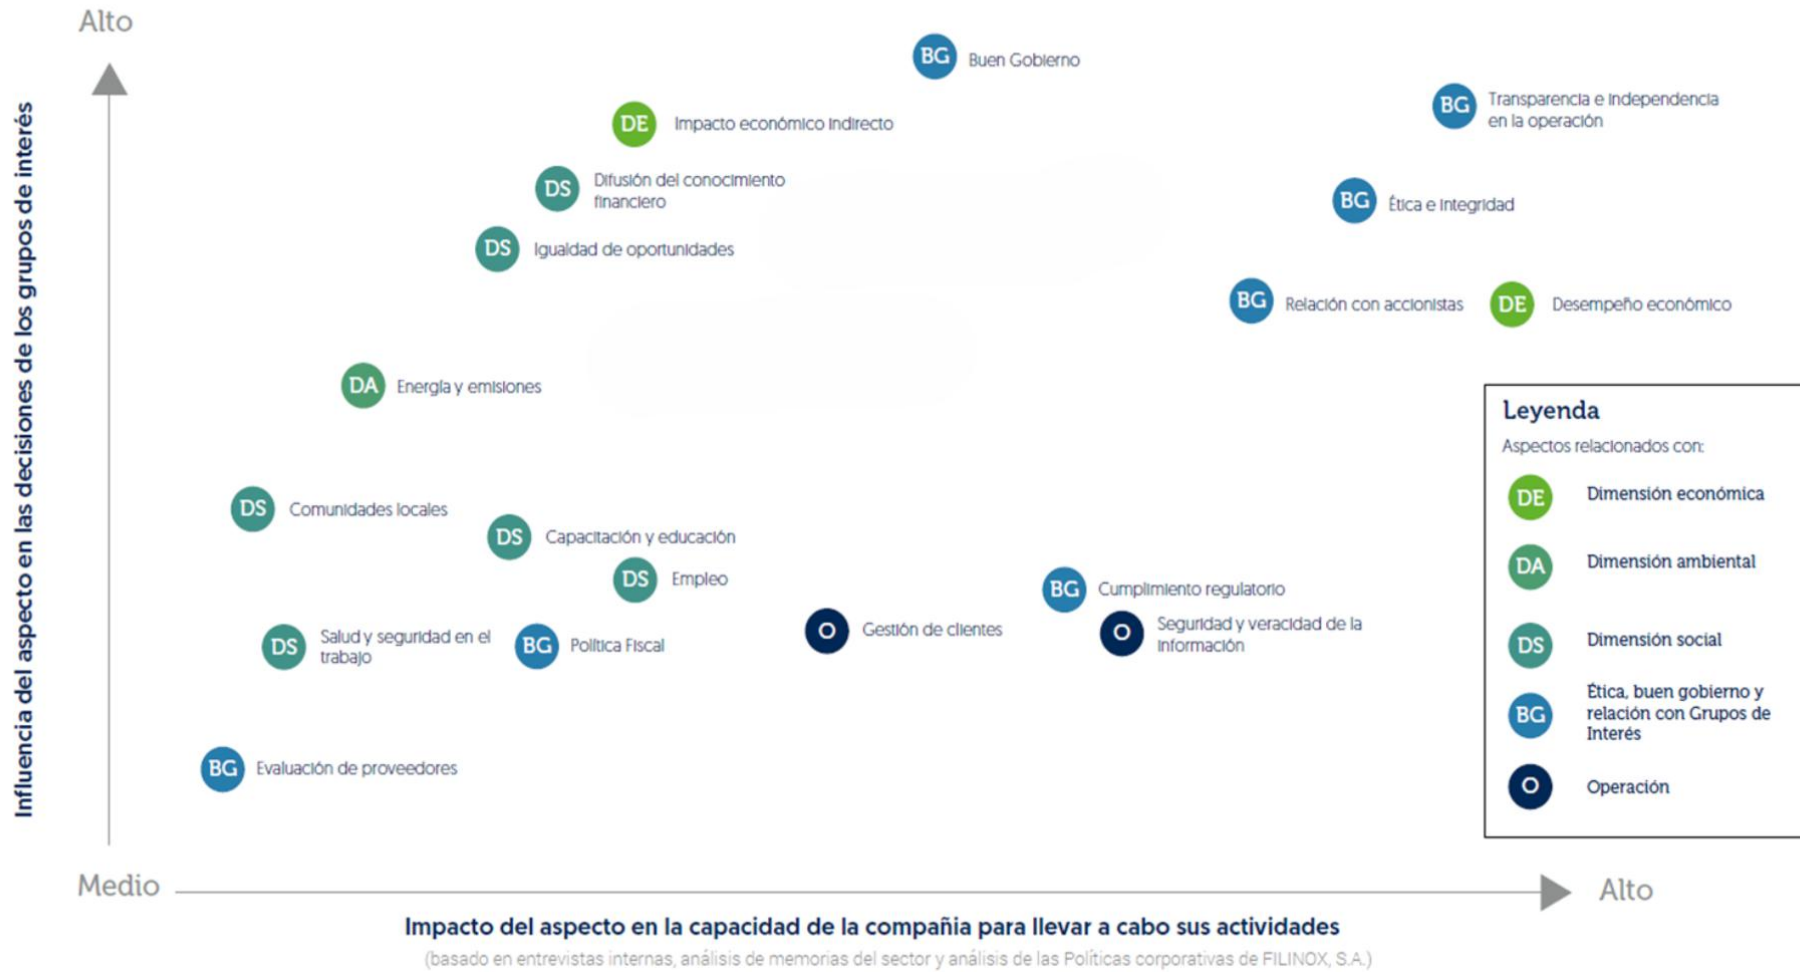 Alto
Influencia del aspecto en las decisiones de los grupos de interés
BG Buen Gobierno
DE Impacto económico indirecto
BG Transparencia e independencia
en la operación
DS Difusión del conocimiento
financiero
BG Ética e integridad
DS Igualdad de oportunidades
BG Relación con accionistas
DE Desempeño económico
DA Energía y emisiones
DS Comunidades locales
DS Capacitación y educación
DS Empleo
BG Cumplimiento regulatorio
O Gestión de clientes
O Seguridad y veracidad de la
información
DS Salud y seguridad en el
trabajo
BG Política Fiscal
BG Evaluación de proveedores
Leyenda
Aspectos relacionados con:
DE Dimensión económica
DA Dimensión ambiental
DS Dimensión social
BG Ética, buen gobierno y
relación con Grupos de
Interés
O Operación
Medio
Alto
Impacto del aspecto en la capacidad de la compañia para llevar a cabo sus actividades
(basado en entrevistas internas, análisis de memorias del sector y análisis de las Políticas corporativas de FILINOX, S.A.)